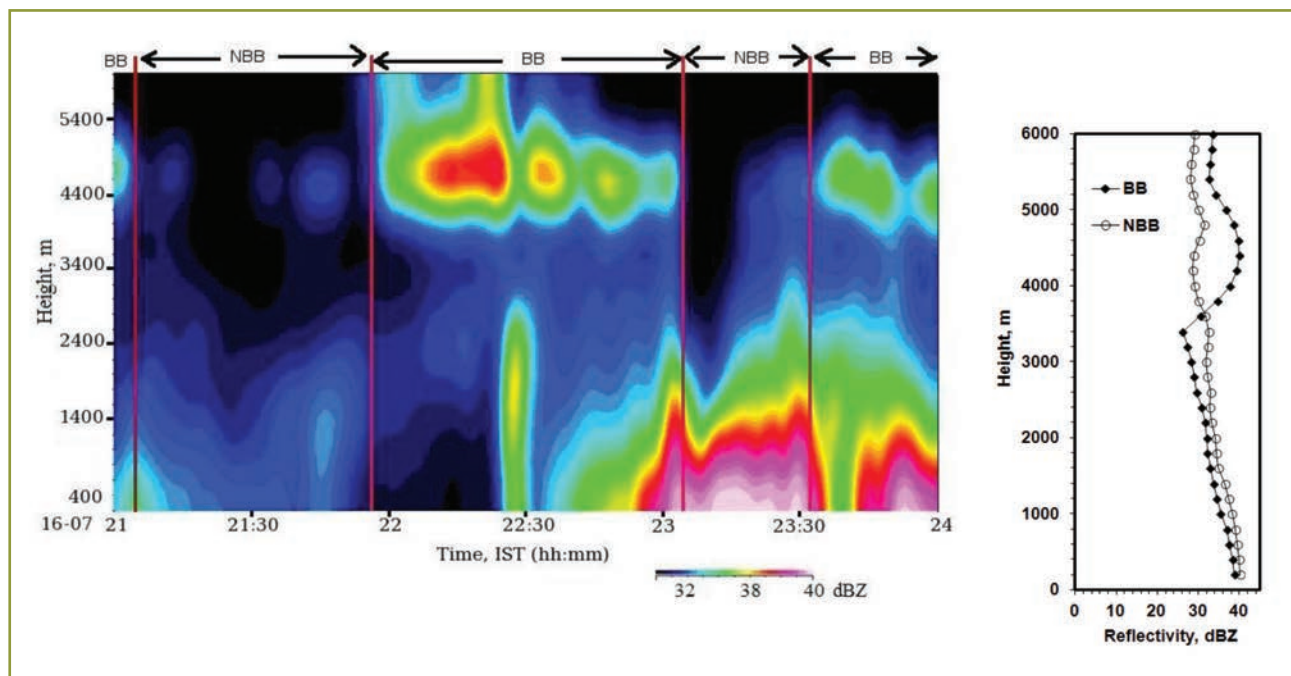 BB NBB BB NBB BB
5400
4400
3400
2400
1400
400
Height, m
16-07 21 21:30 22 22:30 23 23:30 24
Time, IST (hh:mm)
32 38 40 dBZ
6000
5000
4000
3000
2000
1000
0
Height, m
BB
NBB
0 10 20 30 40
Reflectivity, dBZ